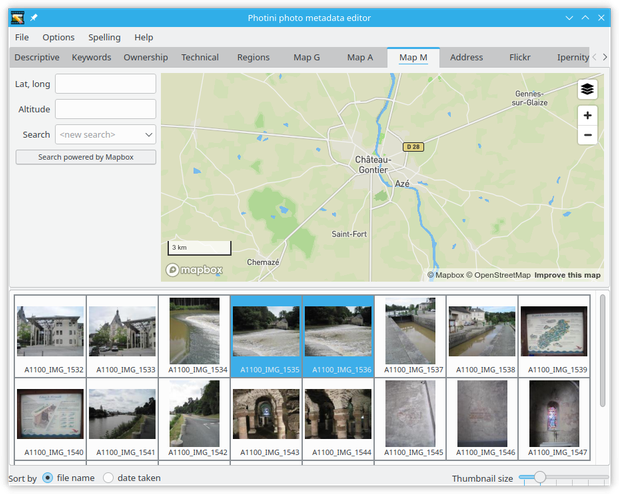 Photini photo metadata editor
File Options Spelling Help
Descriptive Keywords Ownership Technical Regions Map G Map A Map M Address Flickr Ipernity
Lat, long
Altitude
Search <new search>
Search powered by Mapbox
Gennes-
sur-Glaize
D 28
Château-
Gontier
Azé
Saint-Fort
3 km
Chemazé
mapbox
© Mapbox © OpenStreetMap Improve this map
A1100_IMG_1532 A1100_IMG_1533 A1100_IMG_1534 A1100_IMG_1535 A1100_IMG_1536 A1100_IMG_1537 A1100_IMG_1538 A1100_IMG_1539
A1100_IMG_1540 A1100_IMG_1541 A1100_IMG_1542 A1100_IMG_1543 A1100_IMG_1544 A1100_IMG_1545 A1100_IMG_1546 A1100_IMG_1547
Sort by file name date taken Thumbnail size